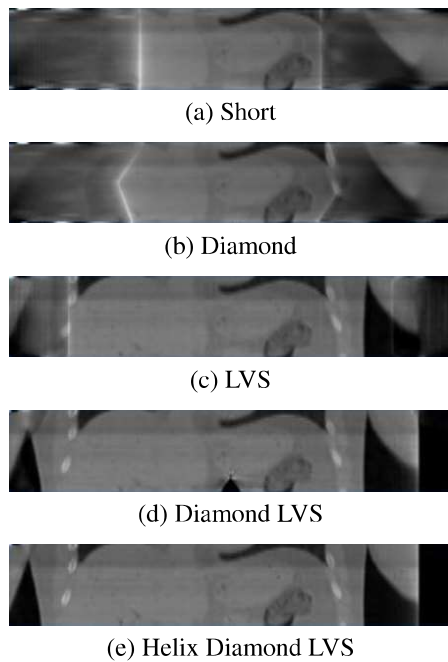 (a) Short
(b) Diamond
(c) LVS
(d) Diamond LVS
(e) Helix Diamond LVS